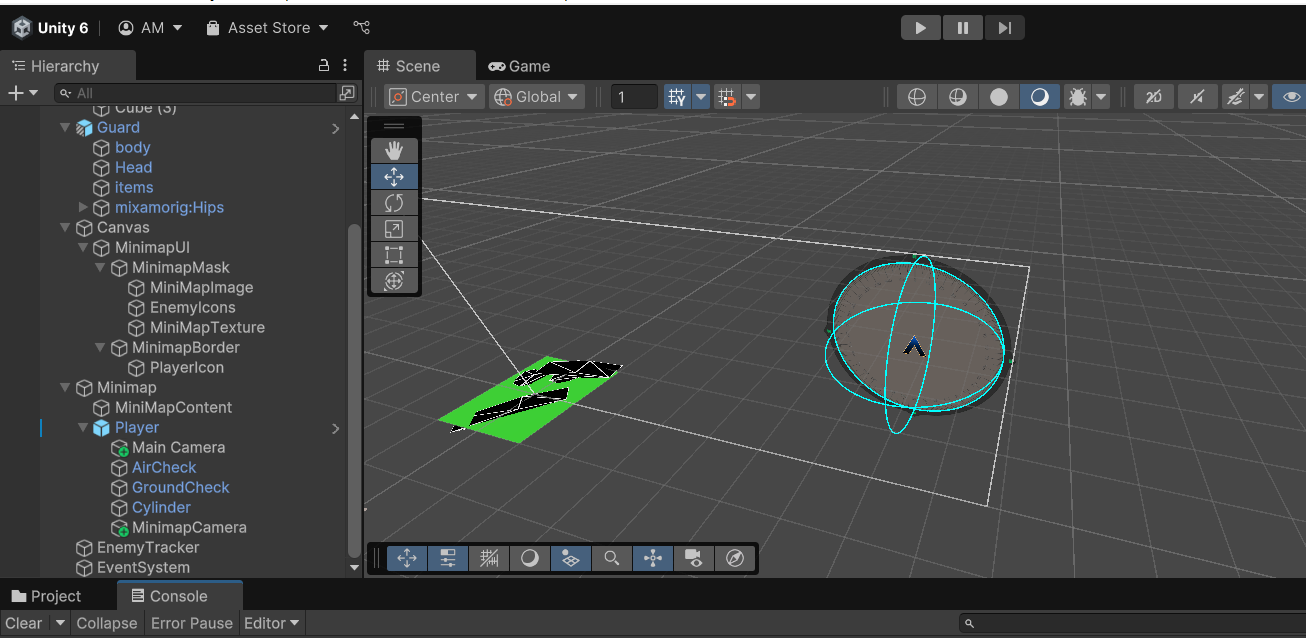 Unity 6 AM Asset Store
Hierarchy
Scene Game
All
Center Global 1 2D
Cube (3)
Guard
body
Head
items
mixamorig:Hips
Canvas
MinimapUI
MinimapMask
MiniMapImage
EnemyIcons
MiniMapTexture
MinimapBorder
PlayerIcon
Minimap
MiniMapContent
Player
Main Camera
AirCheck
GroundCheck
Cylinder
MinimapCamera
EnemyTracker
EventSystem
Project Console
Clear Collapse Error Pause Editor